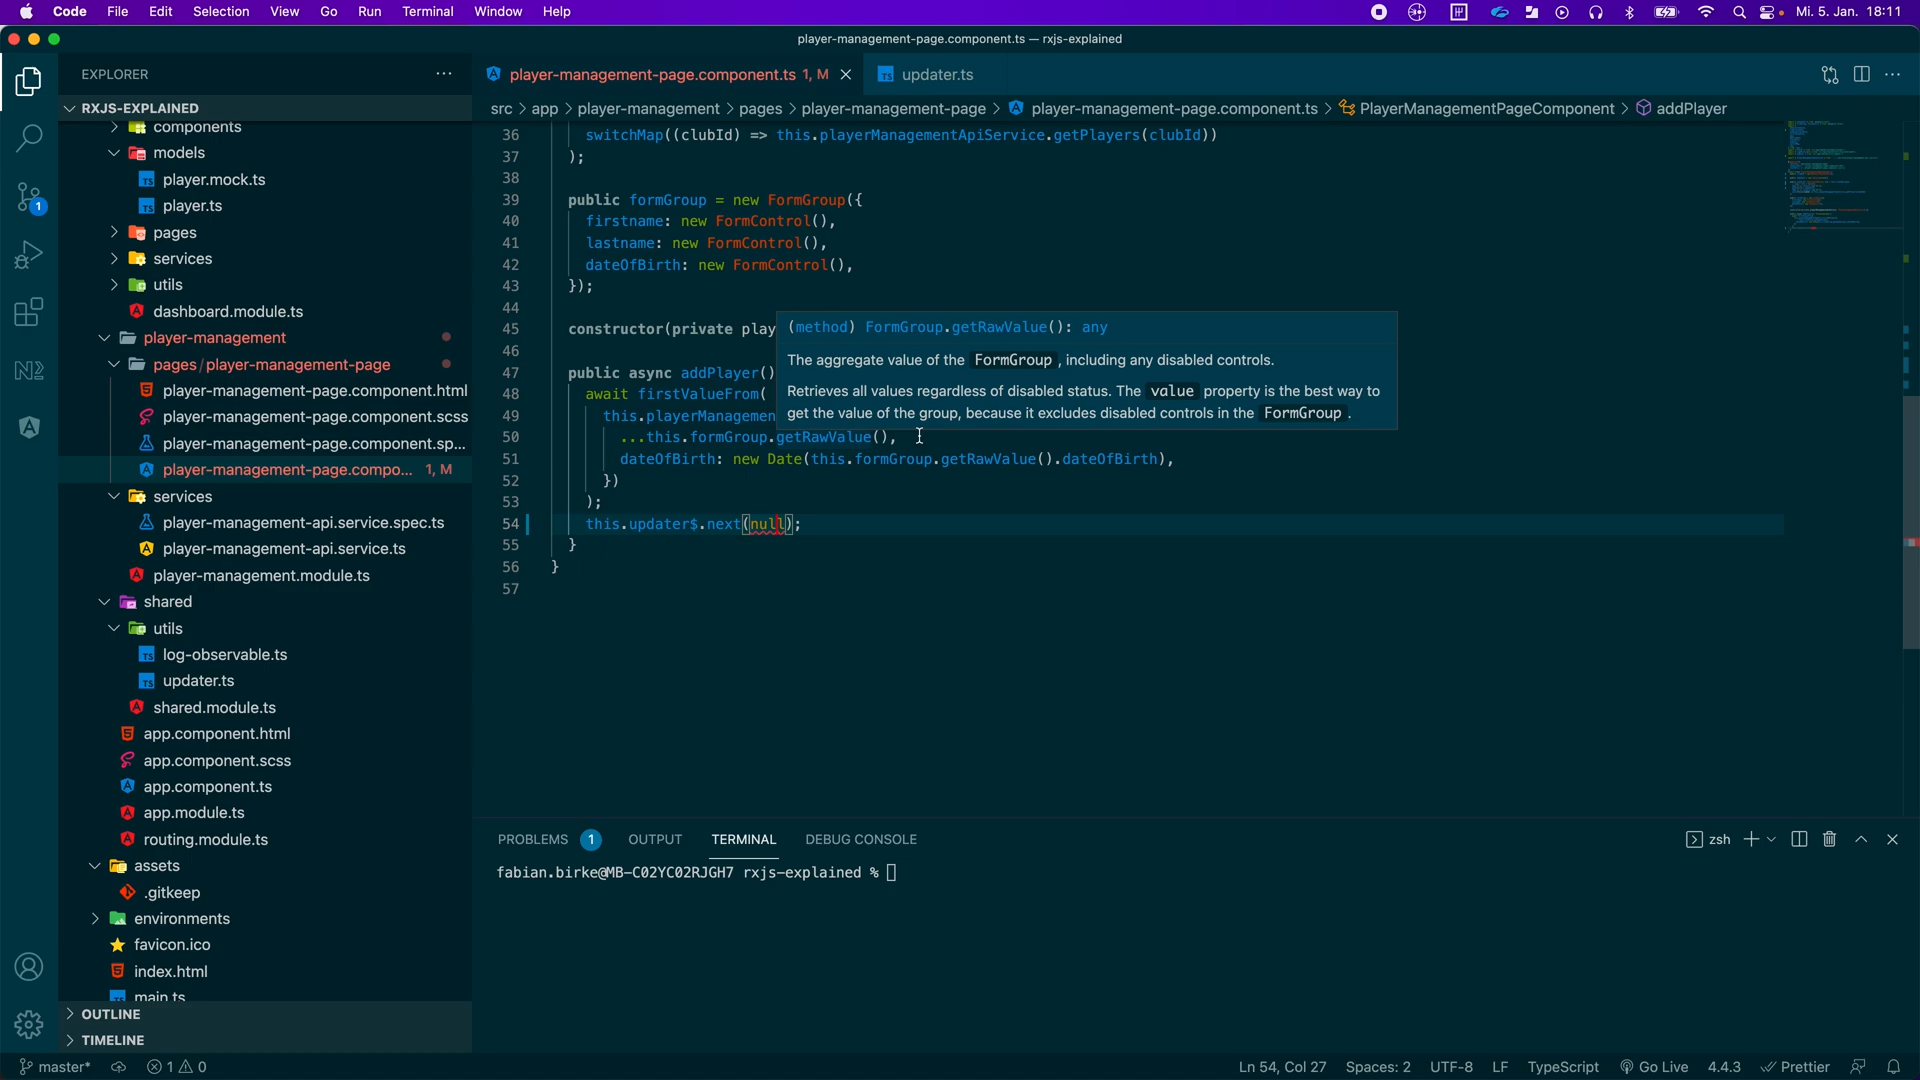 Code File Edit Selection View Go Run Terminal Window Help
Mi. 5. Jan. 18:11
player-management-page.component.ts — rxjs-explained
EXPLORER ···
RXJS-EXPLAINED
components
models
player.mock.ts
player.ts
pages
services
utils
dashboard.module.ts
player-management
pages / player-management-page
player-management-page.component.html
player-management-page.component.scss
player-management-page.component.sp...
player-management-page.compo... 1, M
services
player-management-api.service.spec.ts
player-management-api.service.ts
player-management.module.ts
shared
utils
log-observable.ts
updater.ts
shared.module.ts
app.component.html
app.component.scss
app.component.ts
app.module.ts
routing.module.ts
assets
.gitkeep
environments
favicon.ico
index.html
main.ts
OUTLINE
TIMELINE
player-management-page.component.ts 1, M
updater.ts
src > app > player-management > pages > player-management-page > player-management-page.component.ts > PlayerManagementPageComponent > addPlayer
36 switchMap((clubId) => this.playerManagementApiService.getPlayers(clubId))
37 );
38
39 public formGroup = new FormGroup({
40 firstname: new FormControl(),
41 lastname: new FormControl(),
42 dateOfBirth: new FormControl(),
43 });
44
45 constructor(private play
46
47 public async addPlayer()
48 await firstValueFrom(
49 this.playerManagemen
50 ...this.formGroup.getRawValue(),
51 dateOfBirth: new Date(this.formGroup.getRawValue().dateOfBirth),
52 })
53 );
54 this.updater$.next(null);
55 }
56 }
57
(method) FormGroup.getRawValue(): any
The aggregate value of the FormGroup, including any disabled controls.
Retrieves all values regardless of disabled status. The value property is the best way to
get the value of the group, because it excludes disabled controls in the FormGroup.
PROBLEMS 1 OUTPUT TERMINAL DEBUG CONSOLE
zsh
fabian.birke@MB-C02YC02RJGH7 rxjs-explained %
1
master* 1 0
Ln 54, Col 27 Spaces: 2 UTF-8 LF TypeScript Go Live 4.4.3 Prettier